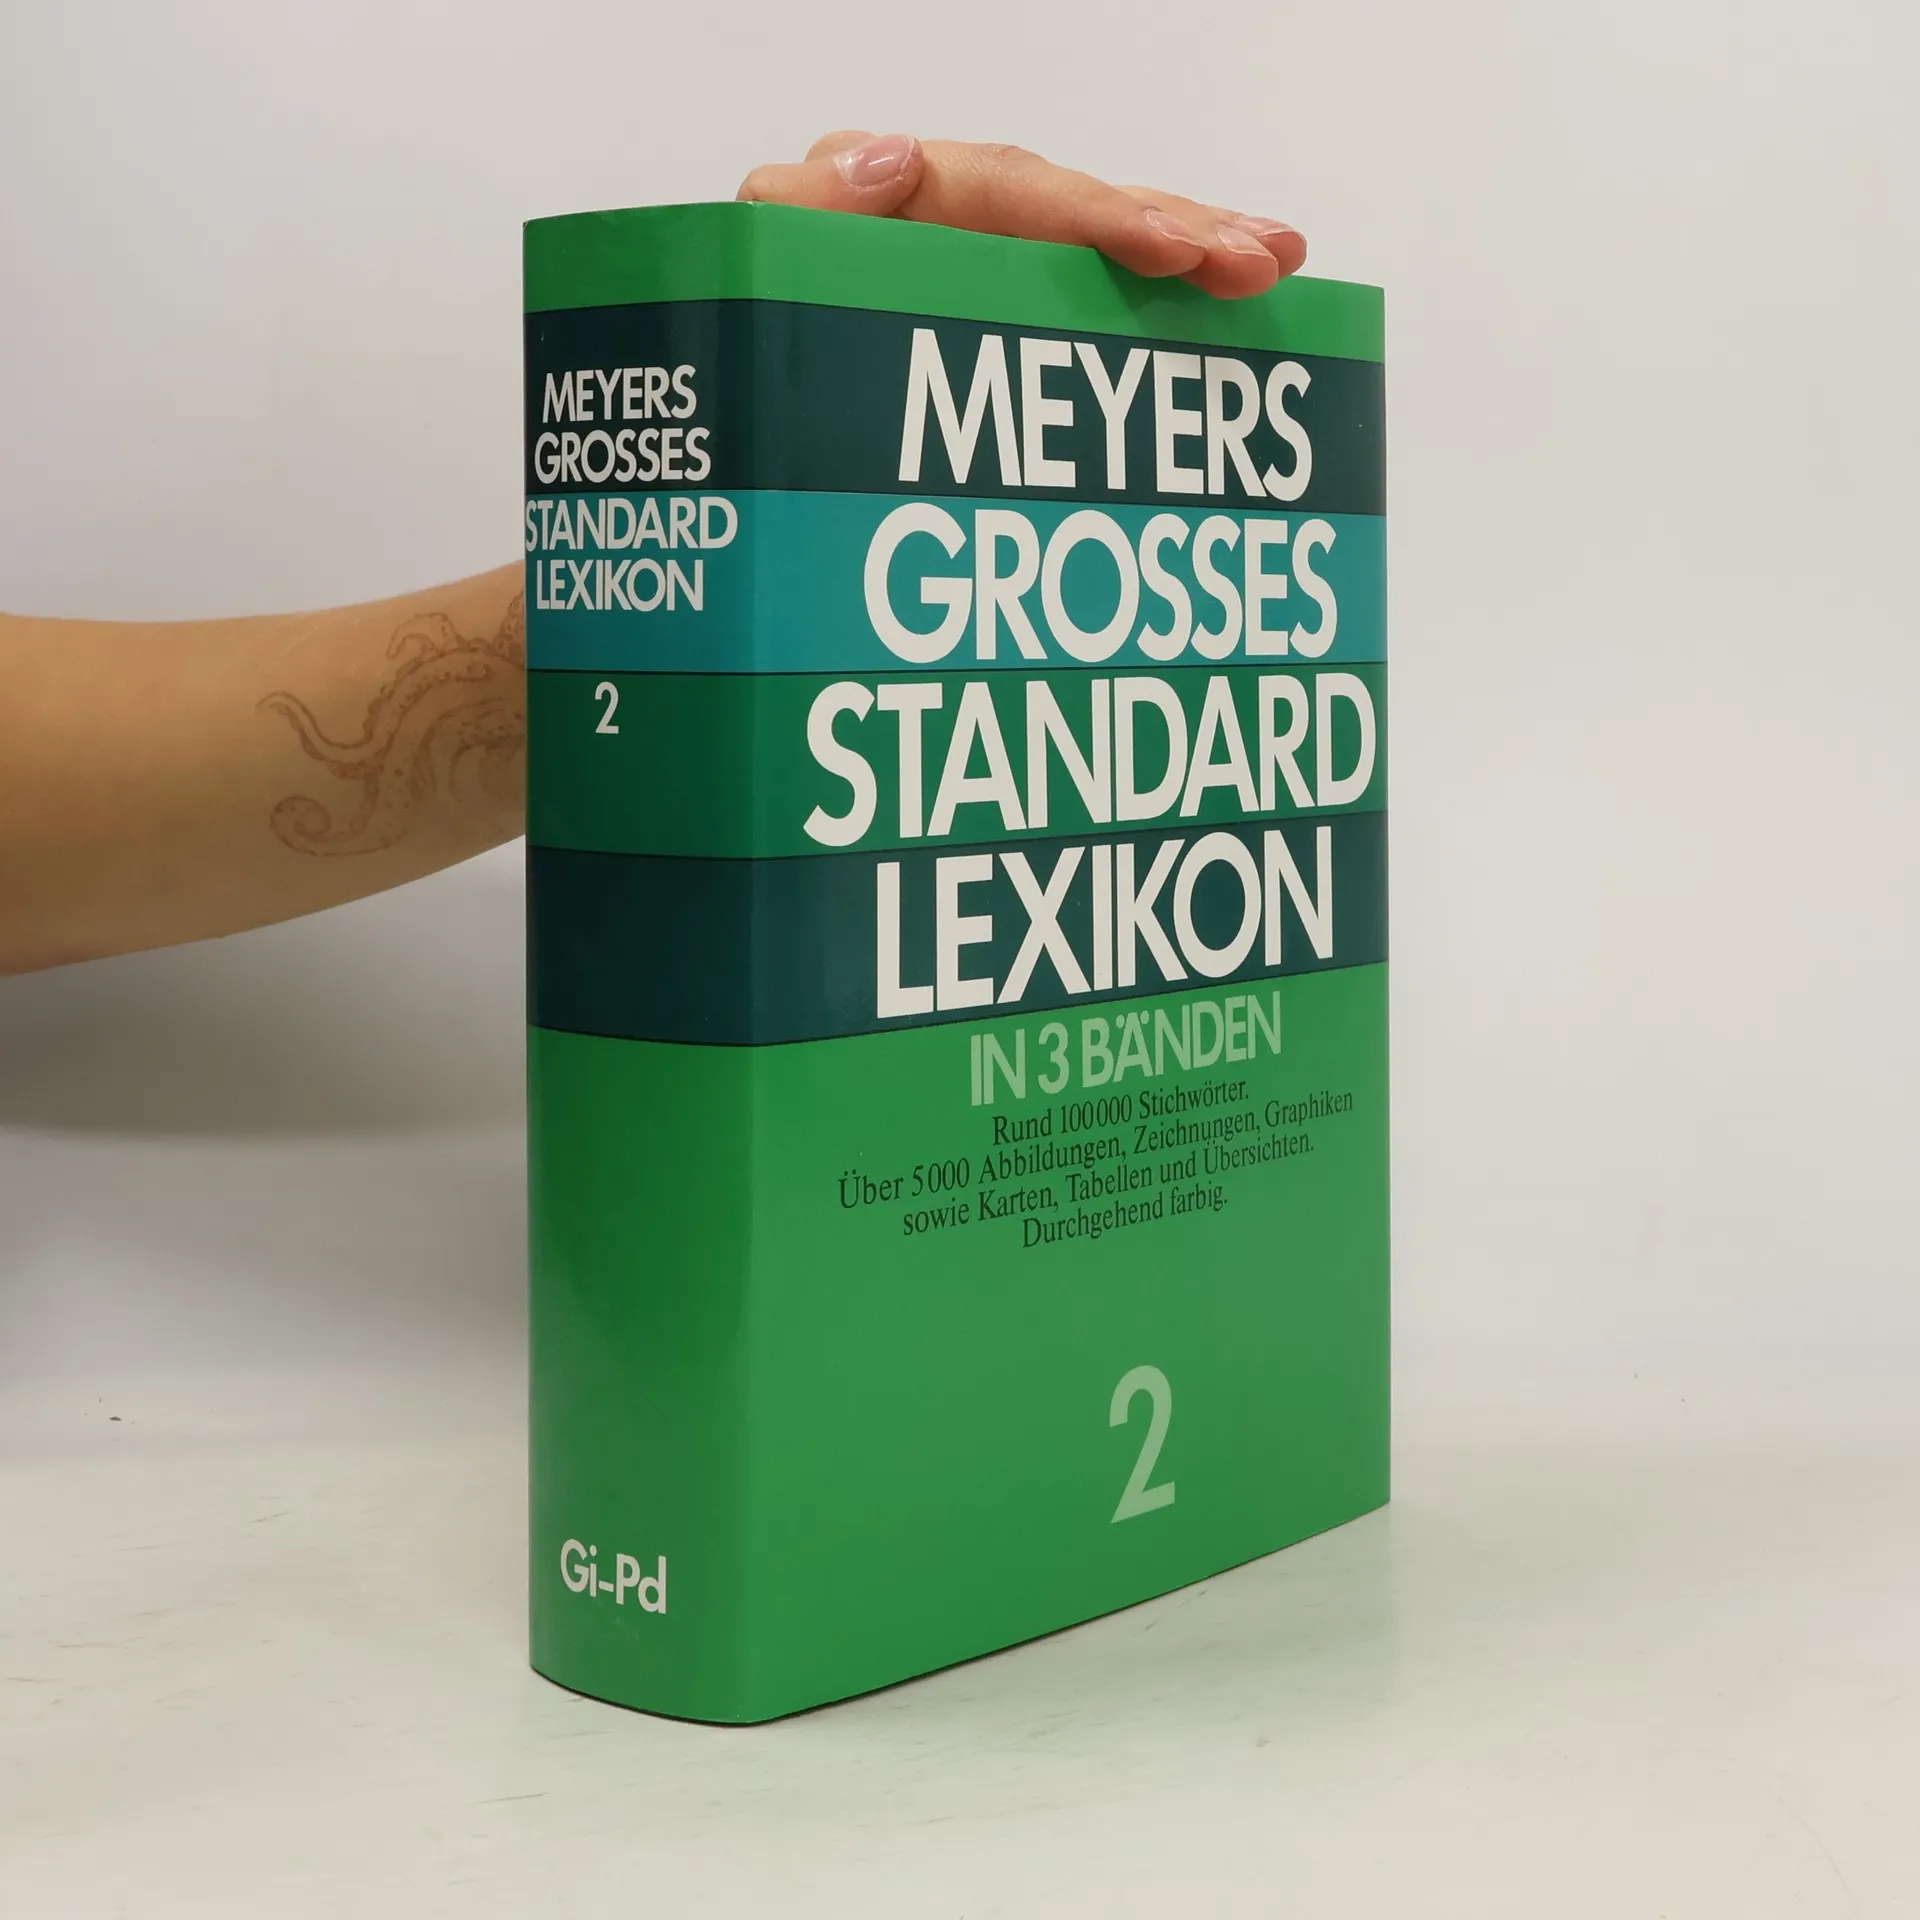 MEYERS
GROSSES
STANDARD
LEXIKON
2
Gi-Pd
MEYERS
GROSSES
STANDARD
LEXIKON
IN 3 BÄNDEN
Rund 100000 Stichwörter.
Über 5000 Abbildungen, Zeichnungen, Graphiken
sowie Karten, Tabellen und Übersichten.
Durchgehend farbig.
2